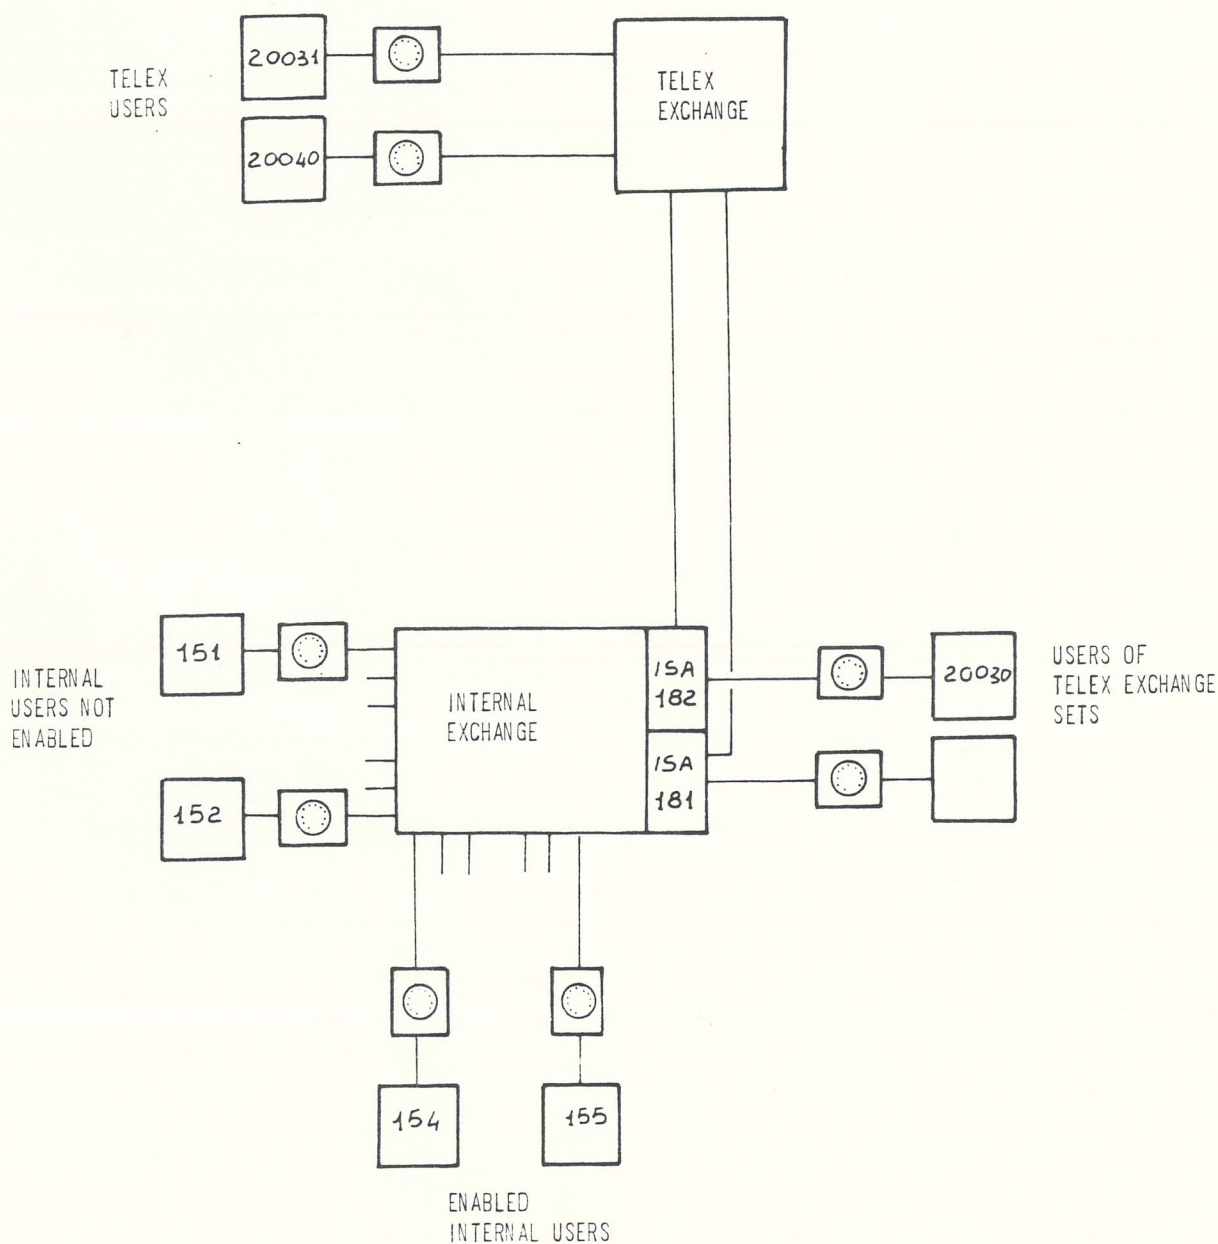 TELEX
USERS
20031
20040
TELEX
EXCHANGE
INTERNAL
USERS NOT
ENABLED
151
152
INTERNAL
EXCHANGE
ISA
182
ISA
181
20030
USERS OF
TELEX EXCHANGE
SETS
154
155
ENABLED
INTERNAL USERS